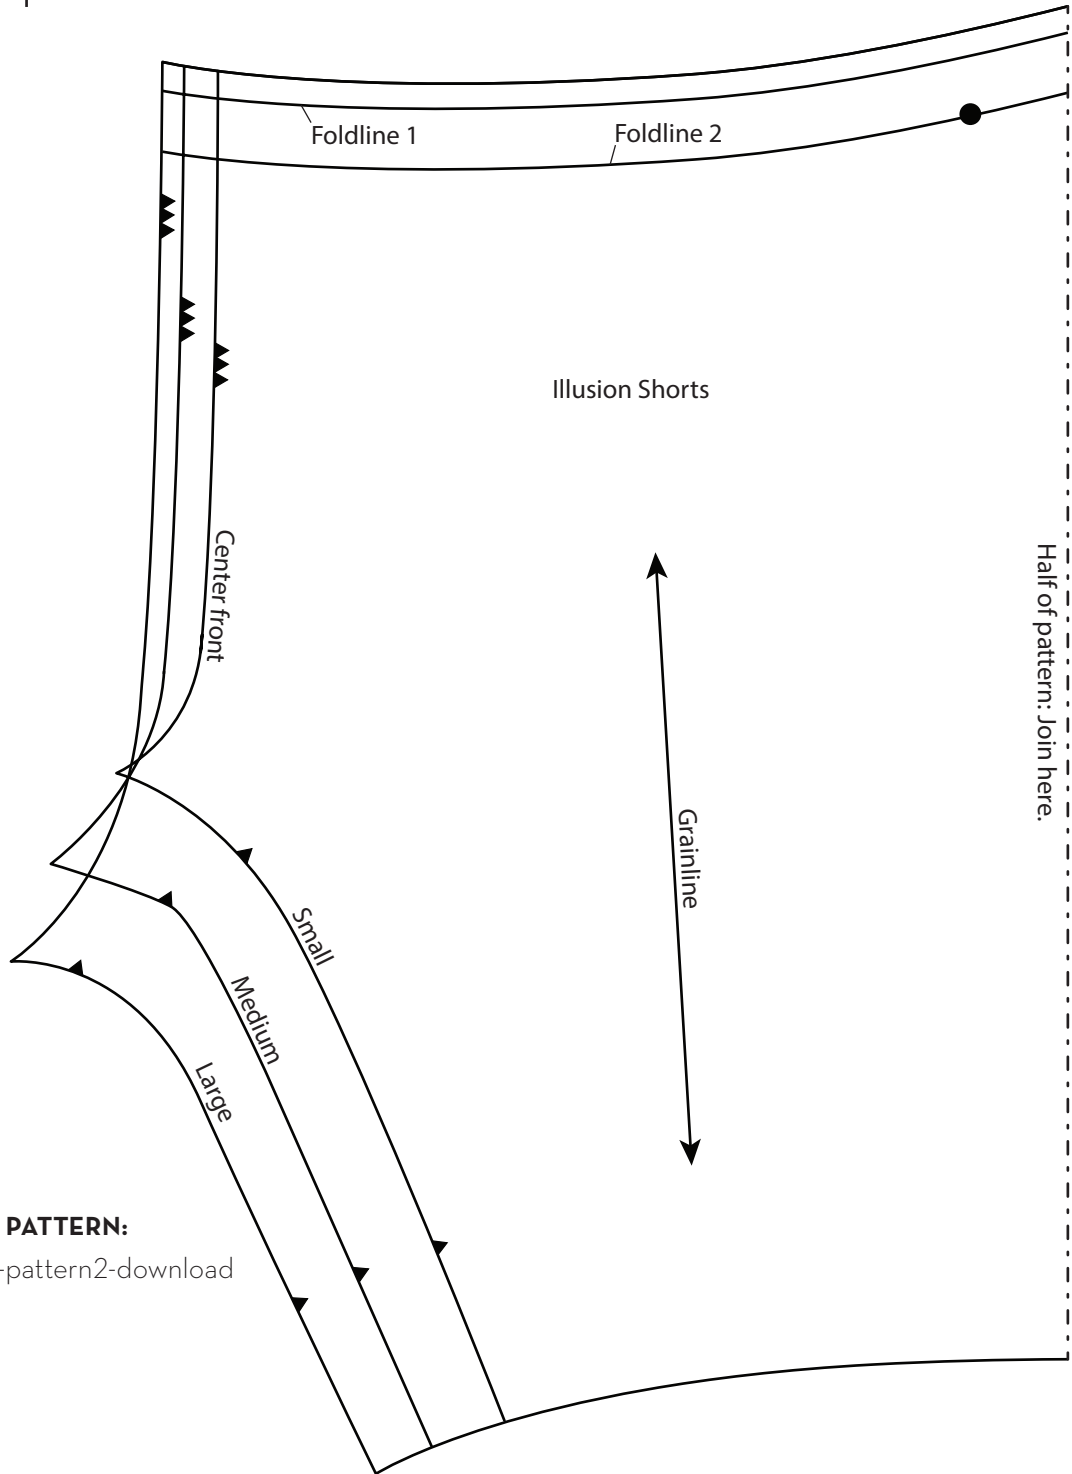 Foldline 1
Foldline 2
Illusion Shorts
Center front
Half of pattern: Join here.
Grainline
Small
Medium
Large
PATTERN:
-pattern2-download